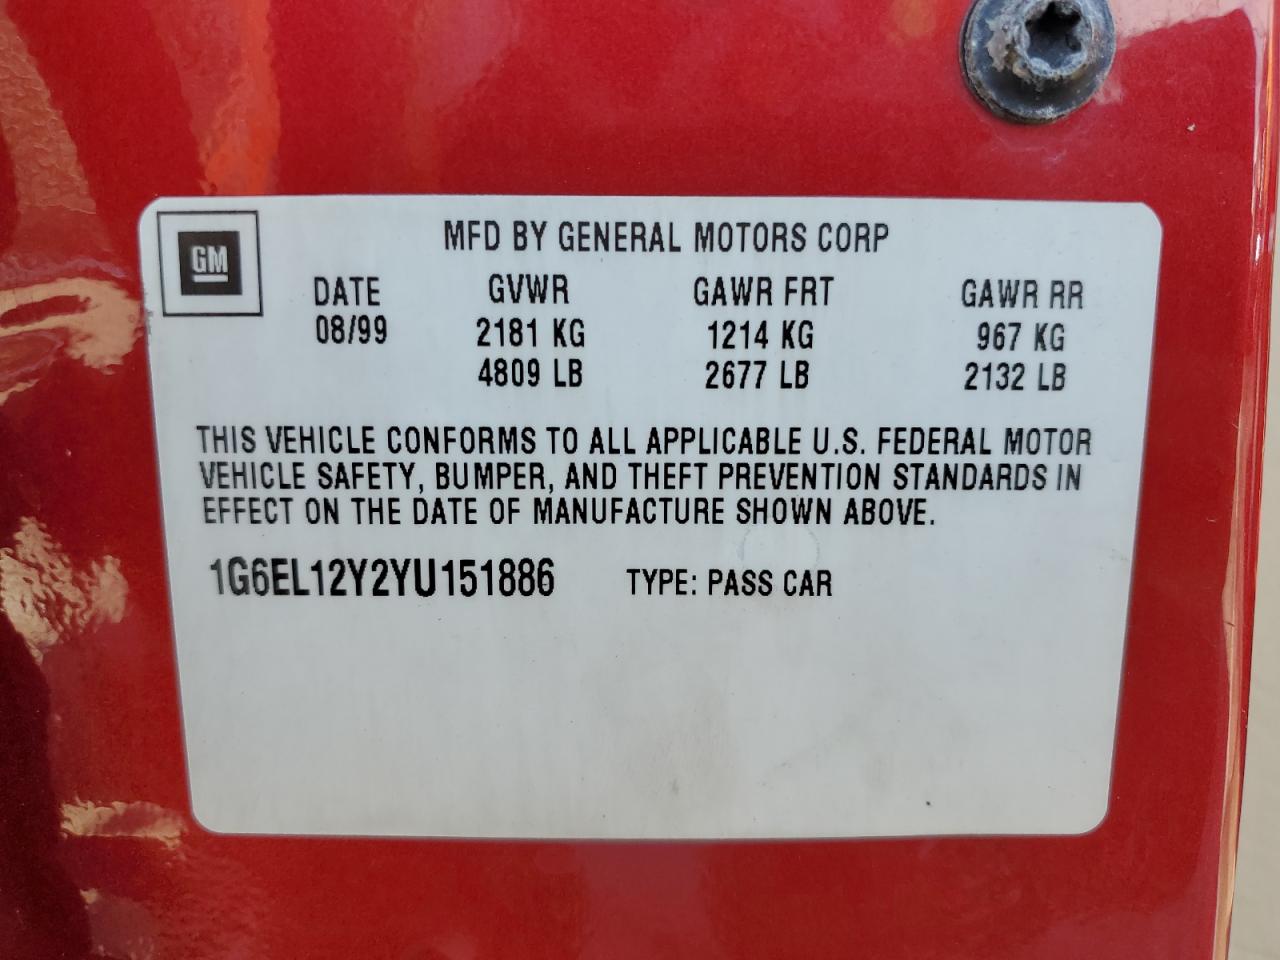 GM
MFD BY GENERAL MOTORS CORP
DATE GVWR GAWR FRT GAWR RR
08/99 2181 KG 1214 KG 967 KG
4809 LB 2677 LB 2132 LB
THIS VEHICLE CONFORMS TO ALL APPLICABLE U.S. FEDERAL MOTOR
VEHICLE SAFETY, BUMPER, AND THEFT PREVENTION STANDARDS IN
EFFECT ON THE DATE OF MANUFACTURE SHOWN ABOVE.
1G6EL12Y2YU151886 TYPE: PASS CAR